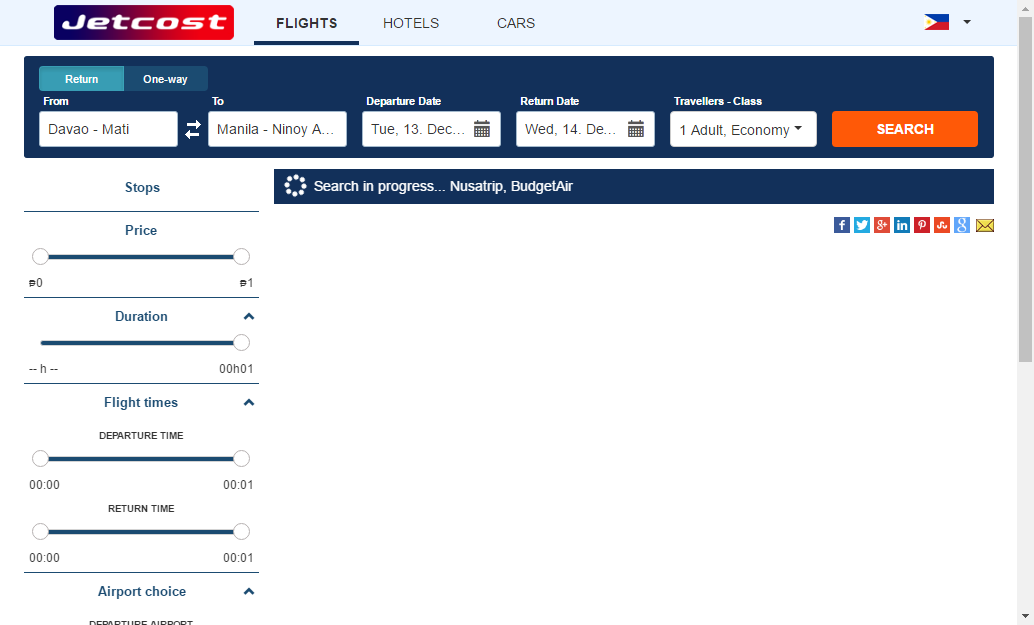 Jetcost
FLIGHTS
HOTELS
CARS
Return
One-way
From
To
Departure Date
Return Date
Travellers - Class
Davao - Mati
Manila - Ninoy A...
Tue, 13. Dec...
Wed, 14. De...
1 Adult, Economy
SEARCH
Stops
Search in progress... Nusatrip, BudgetAir
Price
₱0
₱1
Duration
-- h --
00h01
Flight times
DEPARTURE TIME
00:00
00:01
RETURN TIME
00:00
00:01
Airport choice
DEPARTURE AIRPORT